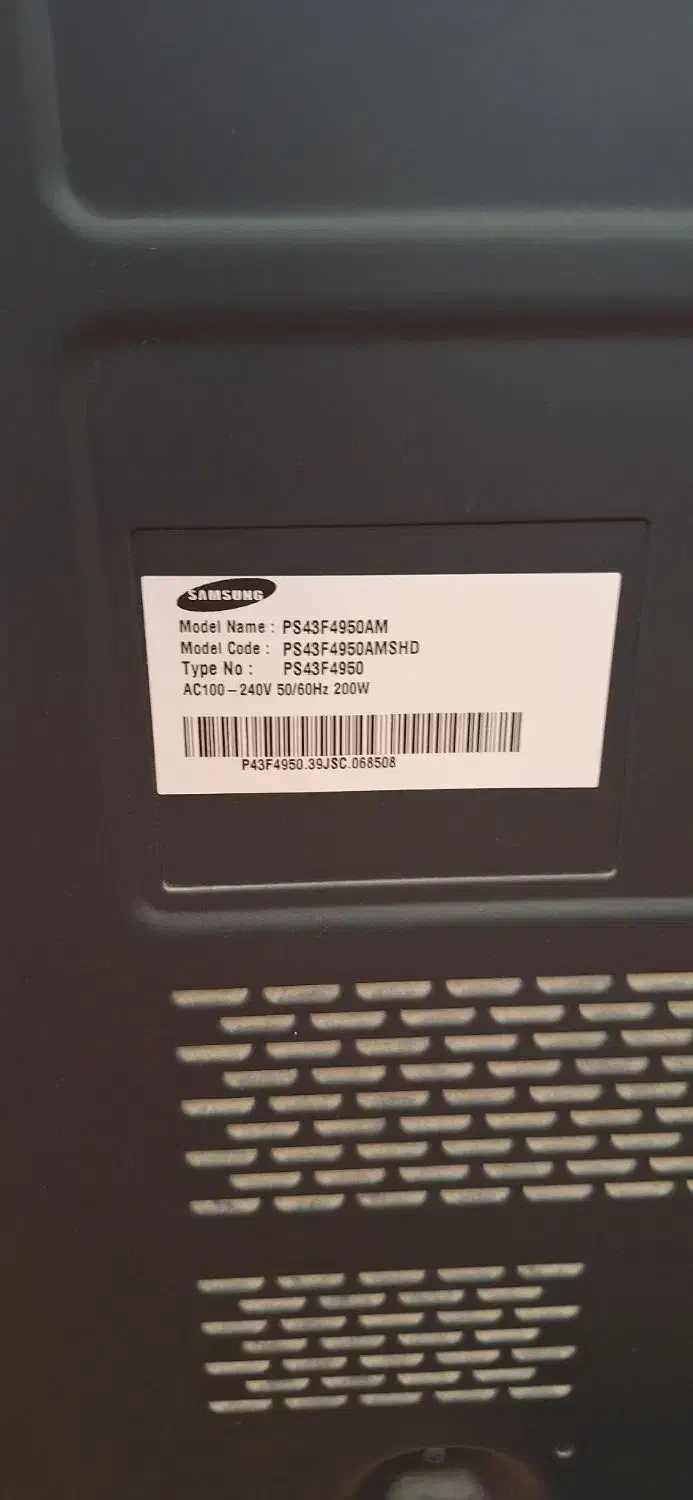 SAMSUNG
Model Name : PS43F4950AM
Model Code : PS43F4950AMSHD
Type No : PS43F4950
AC100-240V 50/60Hz 200W
P43F4950.39JSC.068508